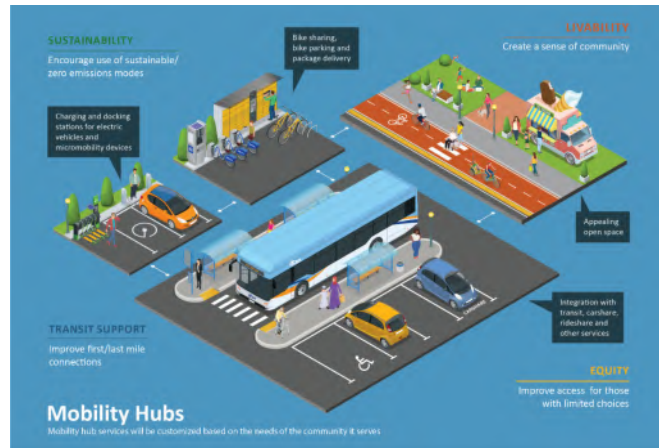 SUSTAINABILITY
Encourage use of sustainable/
zero emissions modes
Bike sharing,
bike parking and
package delivery
LIVABILITY
Create a sense of community
Charging and docking
stations for electric
vehicles and
micromobility devices
Appealing
open space
Integration with
transit, carshare,
rideshare and
other services
CARSHARE
TRANSIT SUPPORT
Improve first/last mile
connections
EQUITY
Improve access for those
with limited choices
Mobility Hubs
Mobility hub services will be customized based on the needs of the community it serves